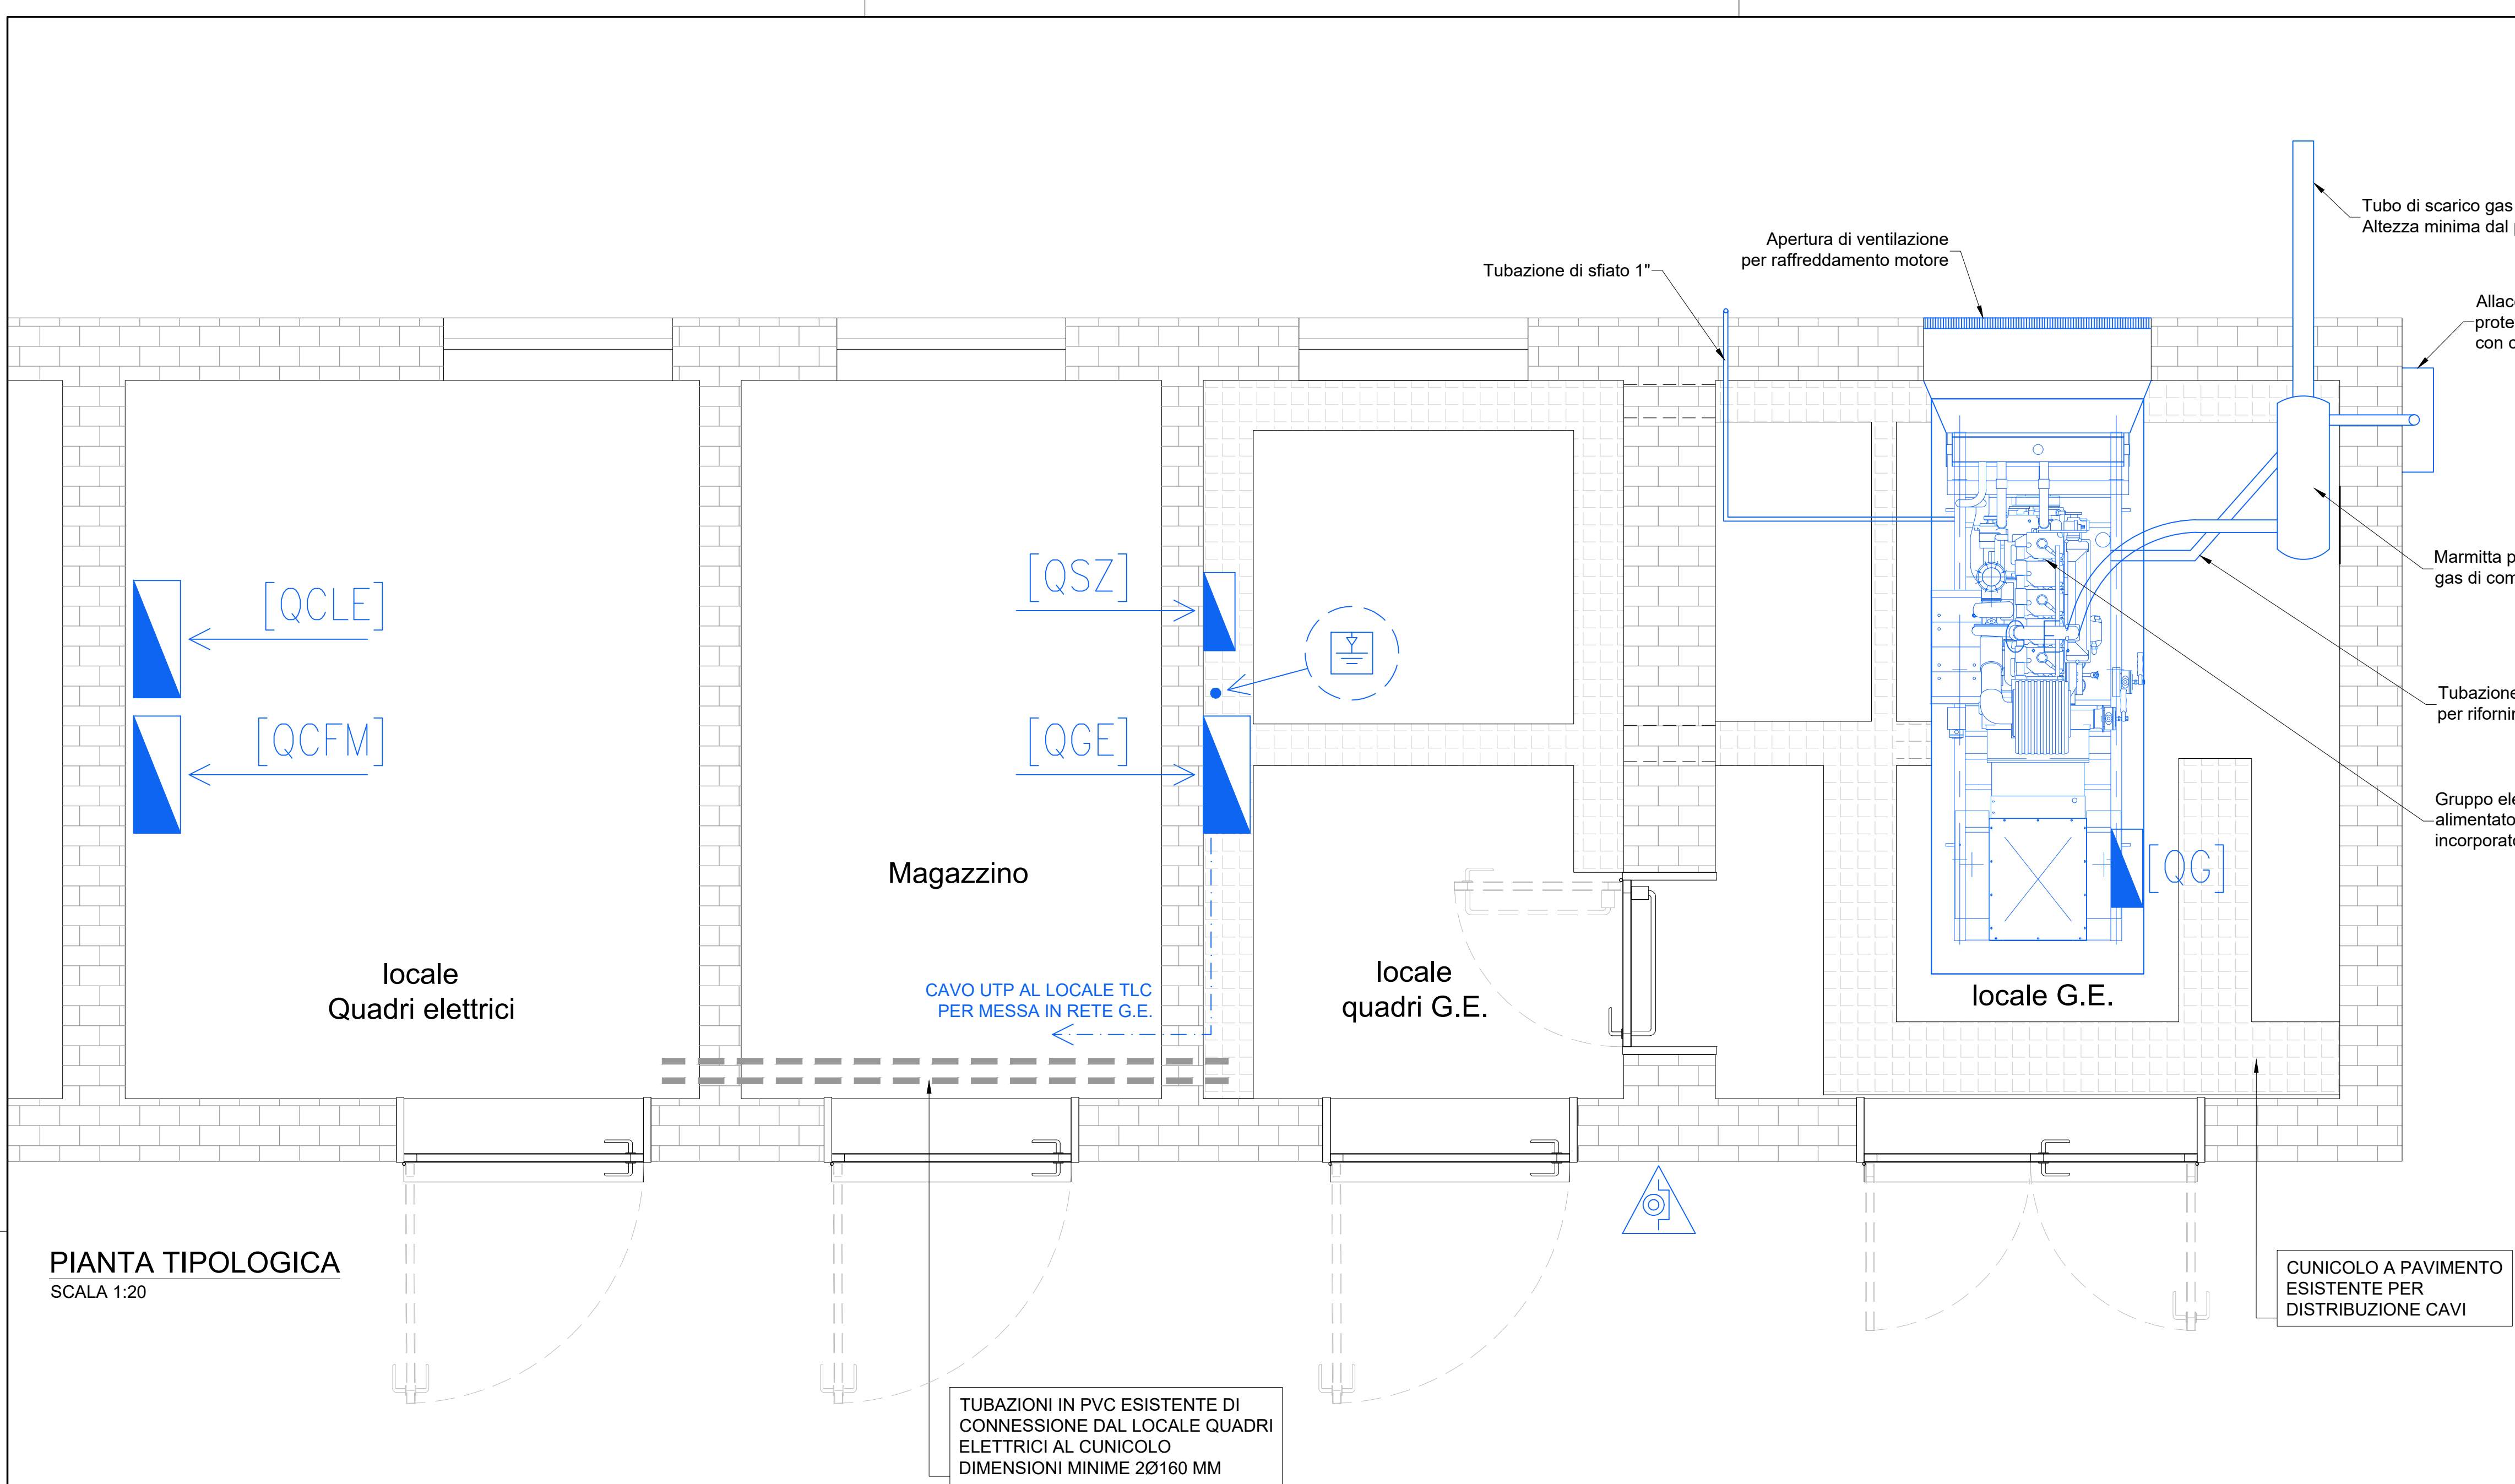 Tubo di scarico gas
Altezza minima dal
Apertura di ventilazione
per raffreddamento motore
Tubazione di sfiato 1"
con
[QCLE]
[QSZ]
[QCFM]
[QGE]
Marmitta
gas di
Tubazione
per
Gruppo
alimentato
[QG]
Magazzino
locale
Quadri elettrici
CAVO UTP AL LOCALE TLC
PER MESSA IN RETE G.E.
locale
quadri G.E.
locale G.E.
PIANTA TIPOLOGICA
SCALA 1:20
CUNICOLO A PAVIMENTO
ESISTENTE PER
DISTRIBUZIONE CAVI
TUBAZIONI IN PVC ESISTENTE DI
CONNESSIONE DAL LOCALE QUADRI
ELETTRICI AL CUNICOLO
DIMENSIONI MINIME 2Ø160 MM